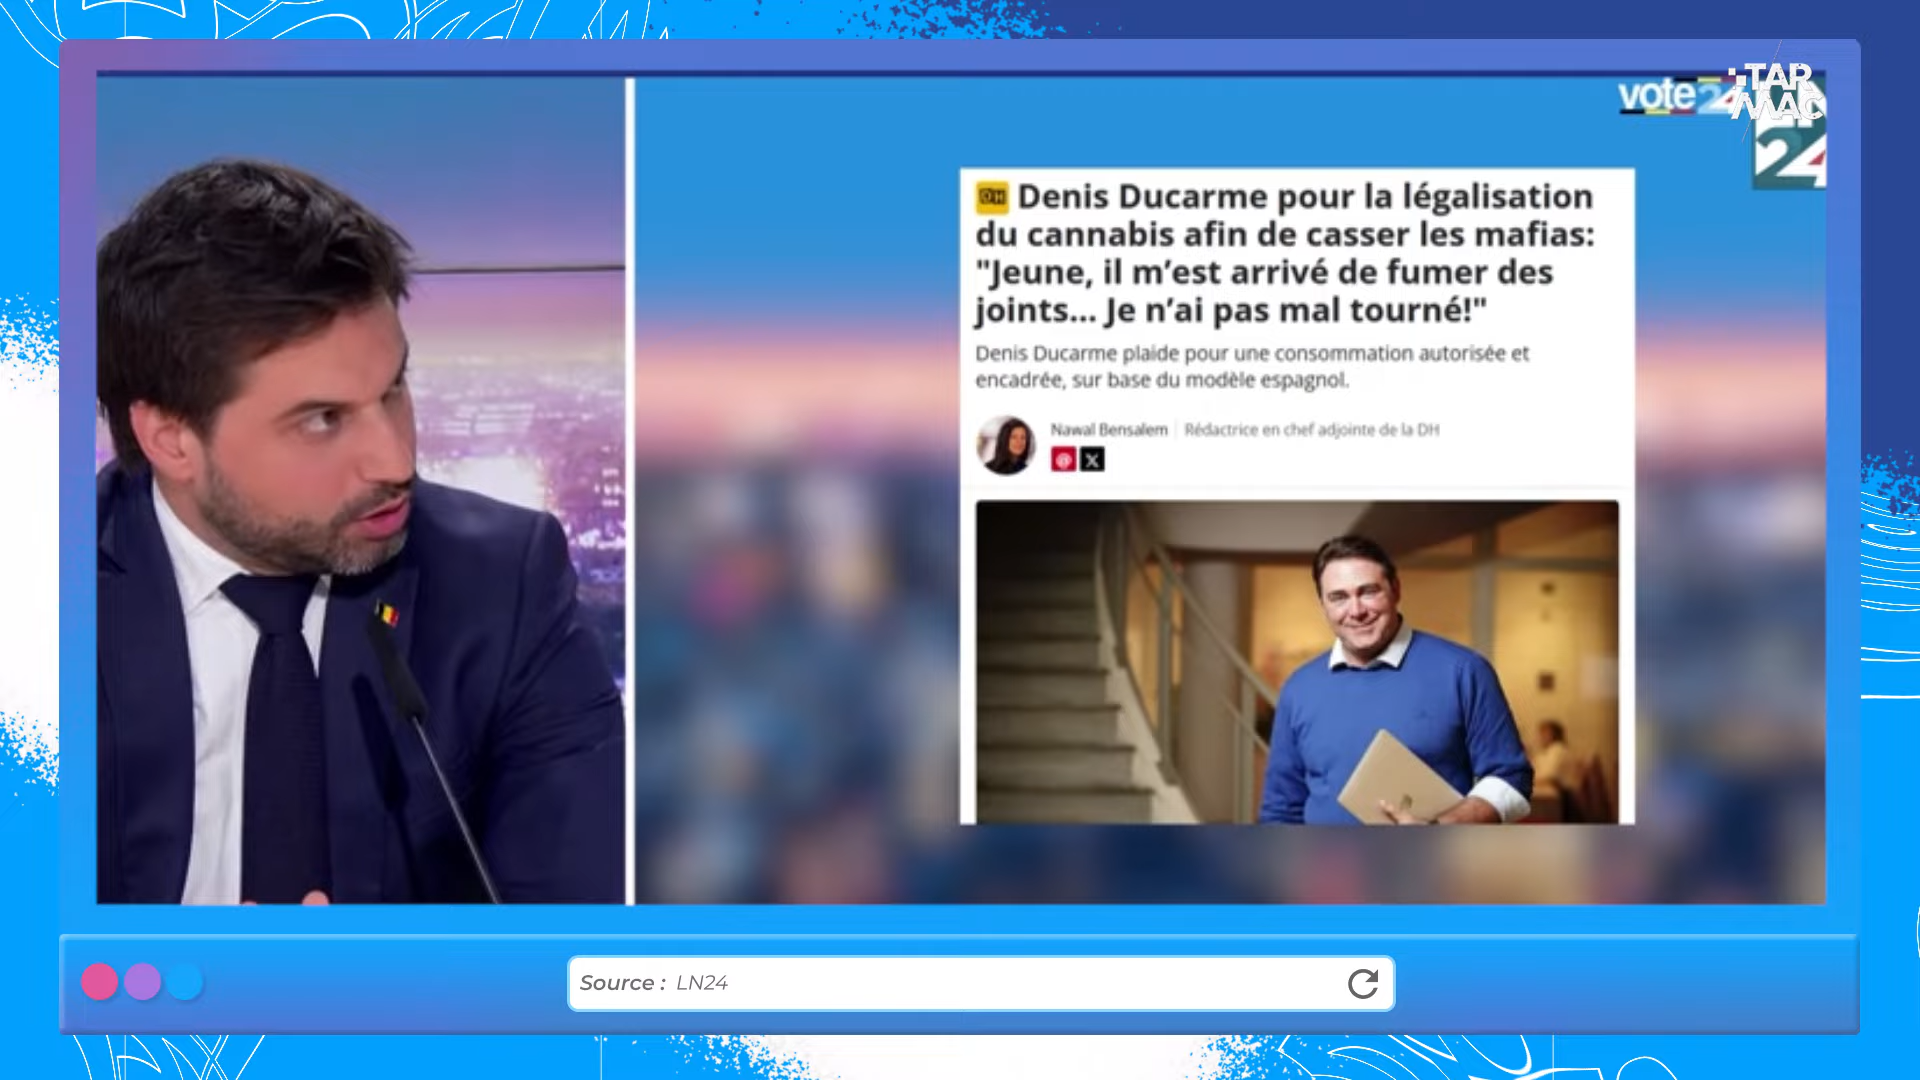 vote24
TAR
MAC
24
DH Denis Ducarme pour la légalisation
du cannabis afin de casser les mafias:
"Jeune, il m’est arrivé de fumer des
joints... Je n’ai pas mal tourné!"
Denis Ducarme plaide pour une consommation autorisée et
encadrée, sur base du modèle espagnol.
Nawal Bensalem | Rédactrice en chef adjointe de la DH
@ X
Source : LN24